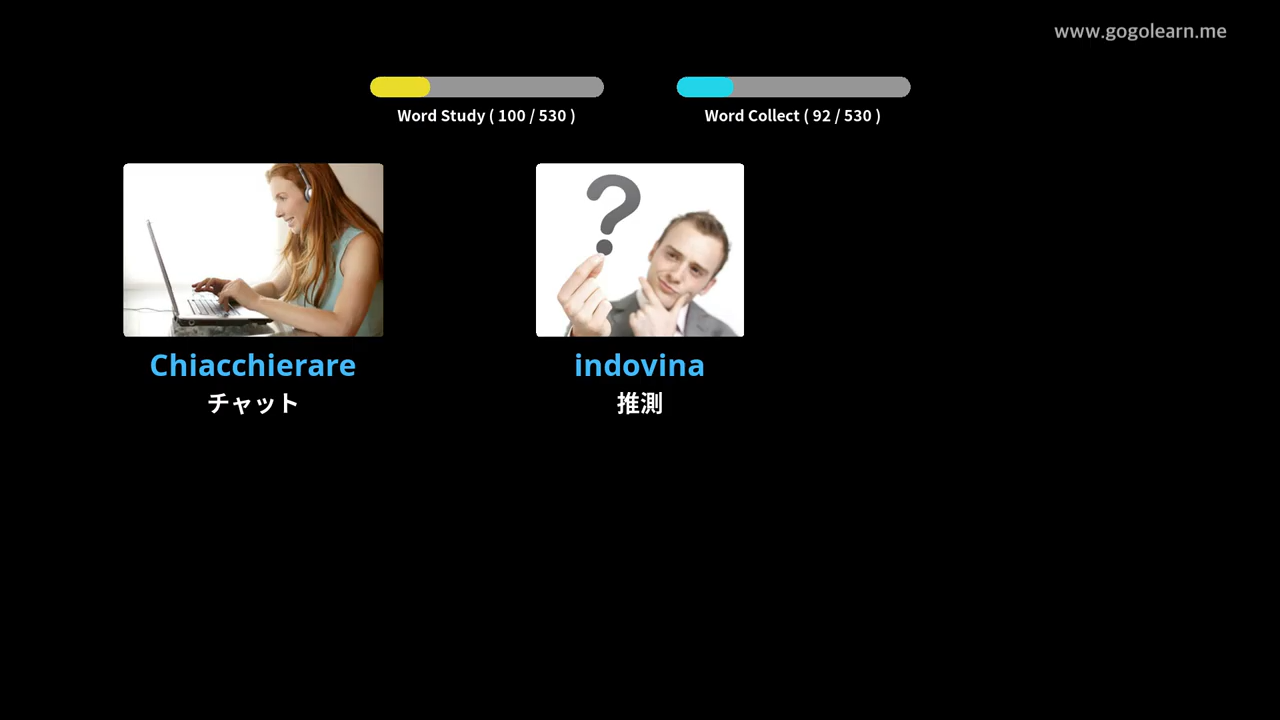 www.gogolearn.me
Word Study ( 100 / 530 )
Word Collect ( 92 / 530 )
Chiacchierare
indovina
チャット
推測